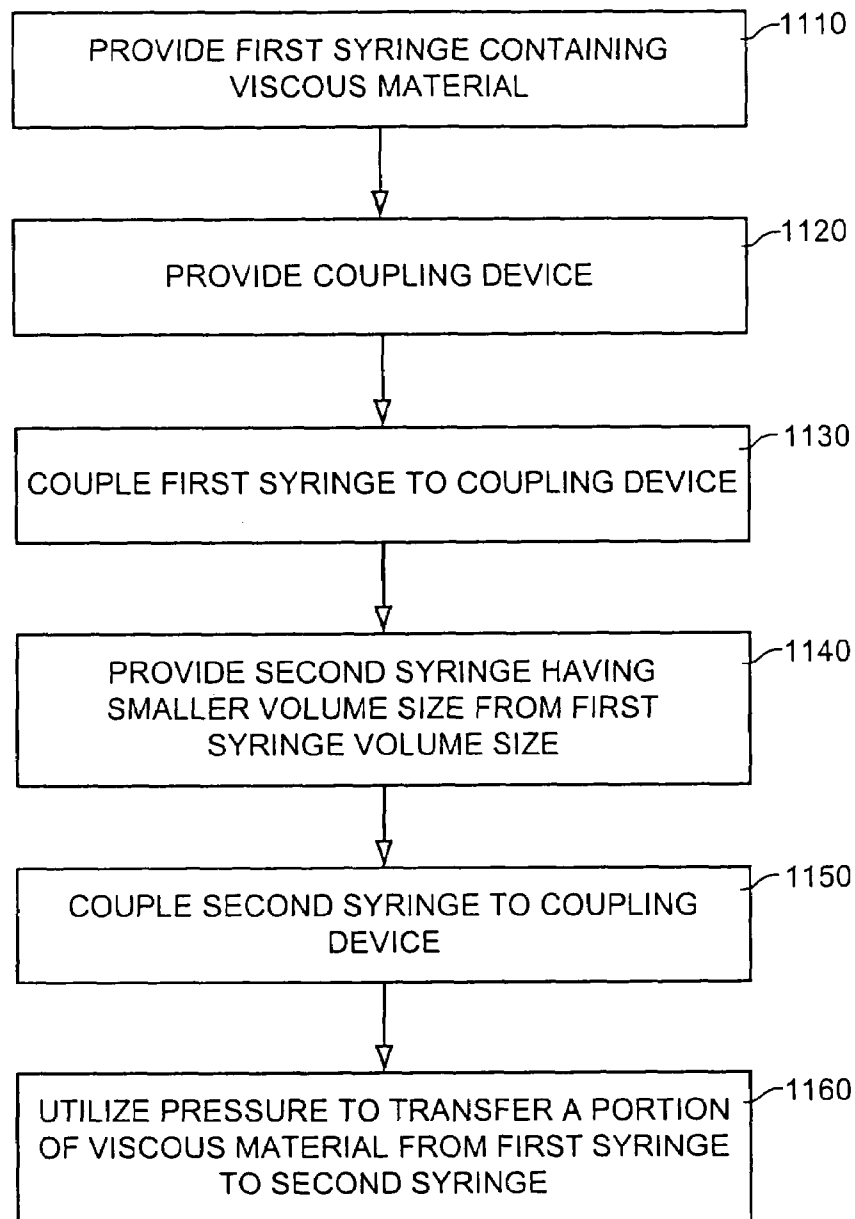 1110
PROVIDE FIRST SYRINGE CONTAINING
VISCOUS MATERIAL
1120
PROVIDE COUPLING DEVICE
1130
COUPLE FIRST SYRINGE TO COUPLING DEVICE
1140
PROVIDE SECOND SYRINGE HAVING
SMALLER VOLUME SIZE FROM FIRST
SYRINGE VOLUME SIZE
1150
COUPLE SECOND SYRINGE TO COUPLING
DEVICE
1160
UTILIZE PRESSURE TO TRANSFER A PORTION
OF VISCOUS MATERIAL FROM FIRST SYRINGE
TO SECOND SYRINGE